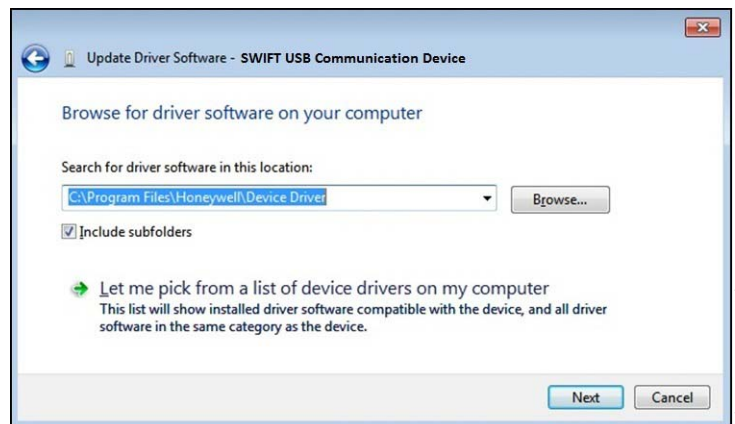 Update Driver Software - SWIFT USB Communication Device
Browse for driver software on your computer
Search for driver software in this location:
C:\Program Files\Honeywell\Device Driver
Browse...
Include subfolders
Let me pick from a list of device drivers on my computer
This list will show installed driver software compatible with the device, and all driver
software in the same category as the device.
Next
Cancel